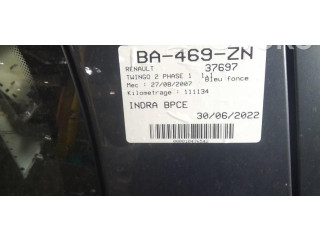 BA-469-ZN
RENAULT 37697
TWINGO 2 PHASE 1
Bleu fonce
Mec : 27/08/2007
Kilometrage : 111134
INDRA BPCE
30/06/2022